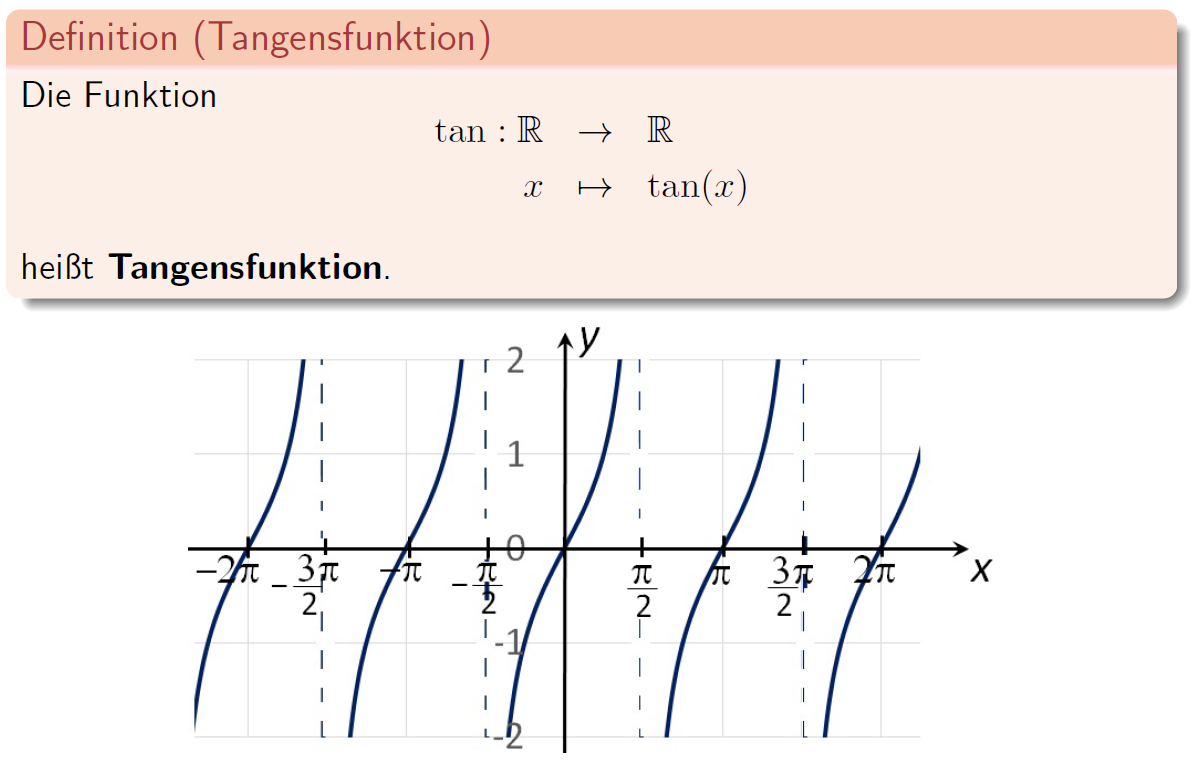 Definition (Tangensfunktion)
Die Funktion
tan : ℝ → ℝ
x ↦ tan(x)
heißt Tangensfunktion.
y
2
1
0
-1
-2
−2π
−3π/2
−π
−π/2
π/2
π
3π/2
2π
x